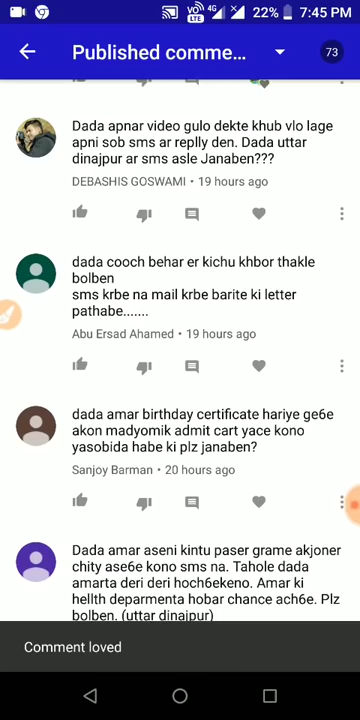 VO) LTE 4G 22% 7:45 PM
Published comme... 73
Dada apnar video gulo dekte khub vlo lage
apni sob sms ar replly den. Dada uttar
dinajpur ar sms asle Janaben???
DEBASHIS GOSWAMI • 19 hours ago
dada cooch behar er kichu khbor thakle
bolben
sms krbe na mail krbe barite ki letter
pathabe.......
Abu Ersad Ahamed • 19 hours ago
dada amar birthday certificate hariye ge6e
akon madyomik admit cart yace kono
yasobida habe ki plz janaben?
Sanjoy Barman • 20 hours ago
Dada amar aseni kintu paser grame akjoner
chity ase6e kono sms na. Tahole dada
amarta deri deri hoch6ekeno. Amar ki
hellth deparmenta hobar chance ach6e. Plz
bolben. (uttar dinajpur)
Comment loved